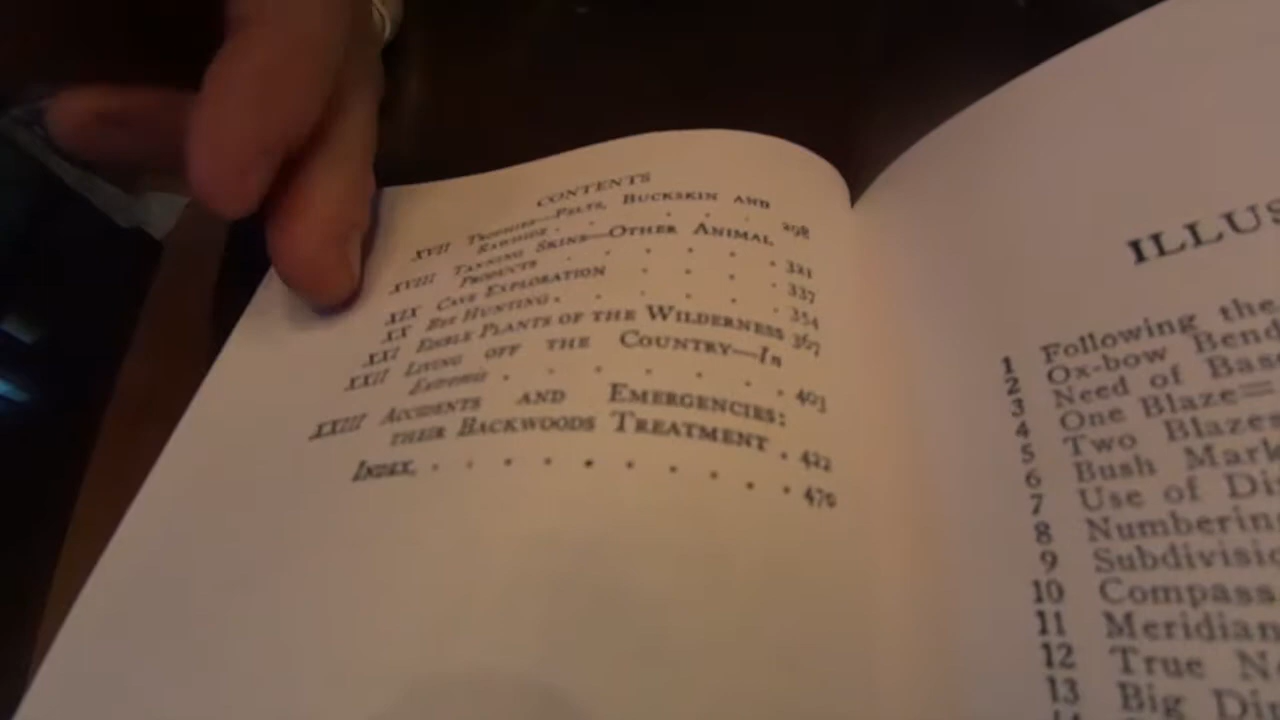 CONTENTS
XVII TROPHIES—PELTS, BUCKSKIN AND
RAWHIDE . . . . . 298
XVIII TANNING SKINS—OTHER ANIMAL
PRODUCTS . . . . . . 321
XIX CAVE EXPLORATION . . . . . 337
XX BEE HUNTING . . . . . . 354
XXI EDIBLE PLANTS OF THE WILDERNESS 367
XXII LIVING OFF THE COUNTRY—IN
EXTREMIS . . . . . . . 403
XXIII ACCIDENTS AND EMERGENCIES:
THEIR BACKWOODS TREATMENT . 422
INDEX. . . . . . . . . . . 470
ILLUS
1 Following the
2 Ox-bow Bend
3 Need of Bas
4 One Blaze=
5 Two Blazes
6 Bush Mark
7 Use of Di
8 Numbering
9 Subdivisi
10 Compass
11 Meridian
12 True N
13 Big Di